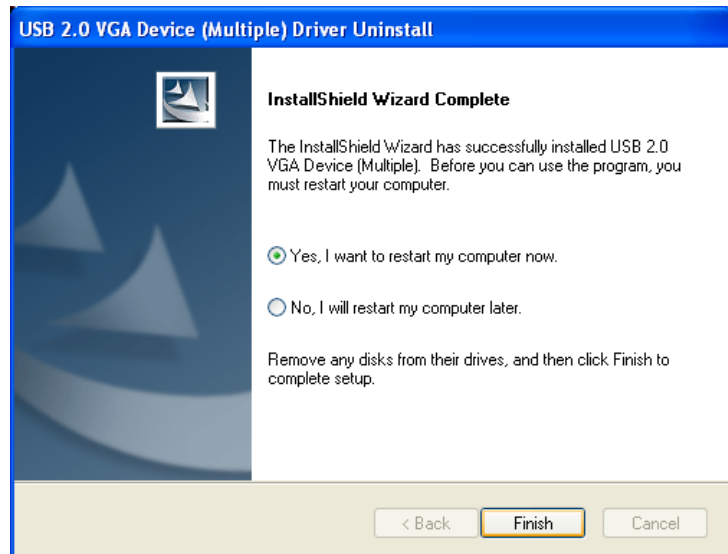 USB 2.0 VGA Device (Multiple) Driver Uninstall
InstallShield Wizard Complete
The InstallShield Wizard has successfully installed USB 2.0
VGA Device (Multiple).  Before you can use the program, you
must restart your computer.
Yes, I want to restart my computer now.
No, I will restart my computer later.
Remove any disks from their drives, and then click Finish to
complete setup.
< Back
Finish
Cancel